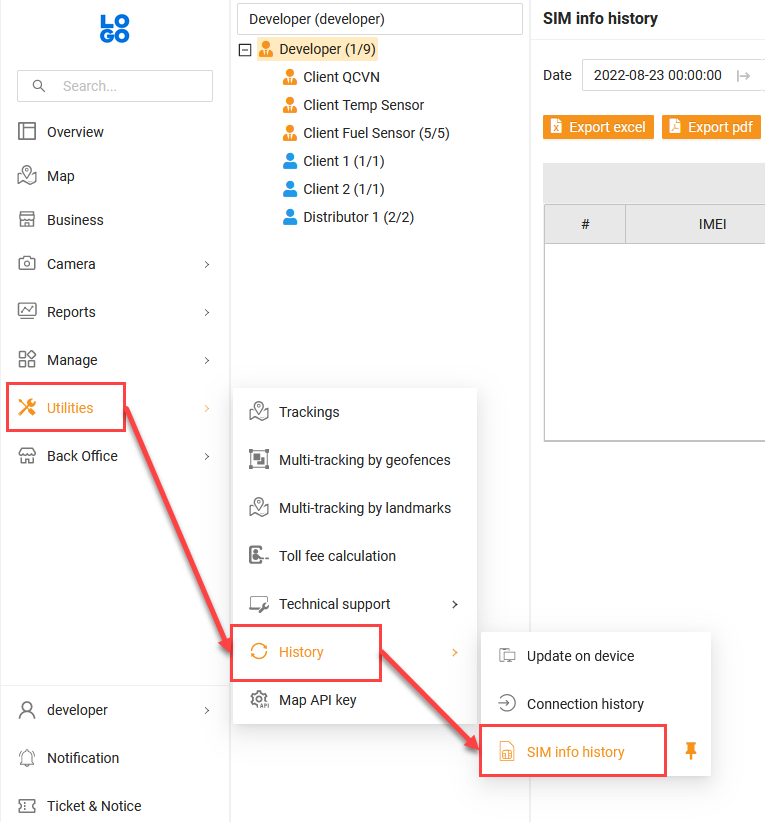 LO
GO
Search...
Overview
Map
Business
Camera
Reports
Manage
Utilities
Back Office
developer
Notification
Ticket & Notice
Developer (developer)
Developer (1/9)
Client QCVN
Client Temp Sensor
Client Fuel Sensor (5/5)
Client 1 (1/1)
Client 2 (1/1)
Distributor 1 (2/2)
Trackings
Multi-tracking by geofences
Multi-tracking by landmarks
Toll fee calculation
Technical support
History
API
Map API key
Update on device
Connection history
SIM info history
SIM info history
Date 2022-08-23 00:00:00
Export excel Export pdf
# IMEI